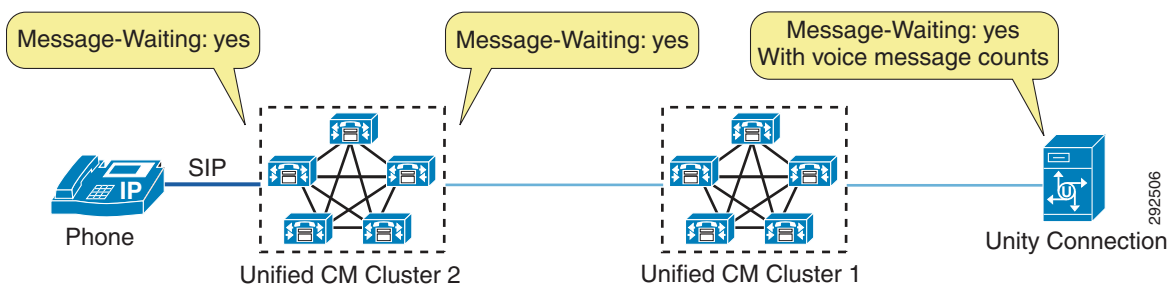 Message-Waiting: yes
Message-Waiting: yes
Message-Waiting: yes
With voice message counts
SIP
IP
Phone
Unified CM Cluster 2
Unified CM Cluster 1
U
Unity Connection
292506